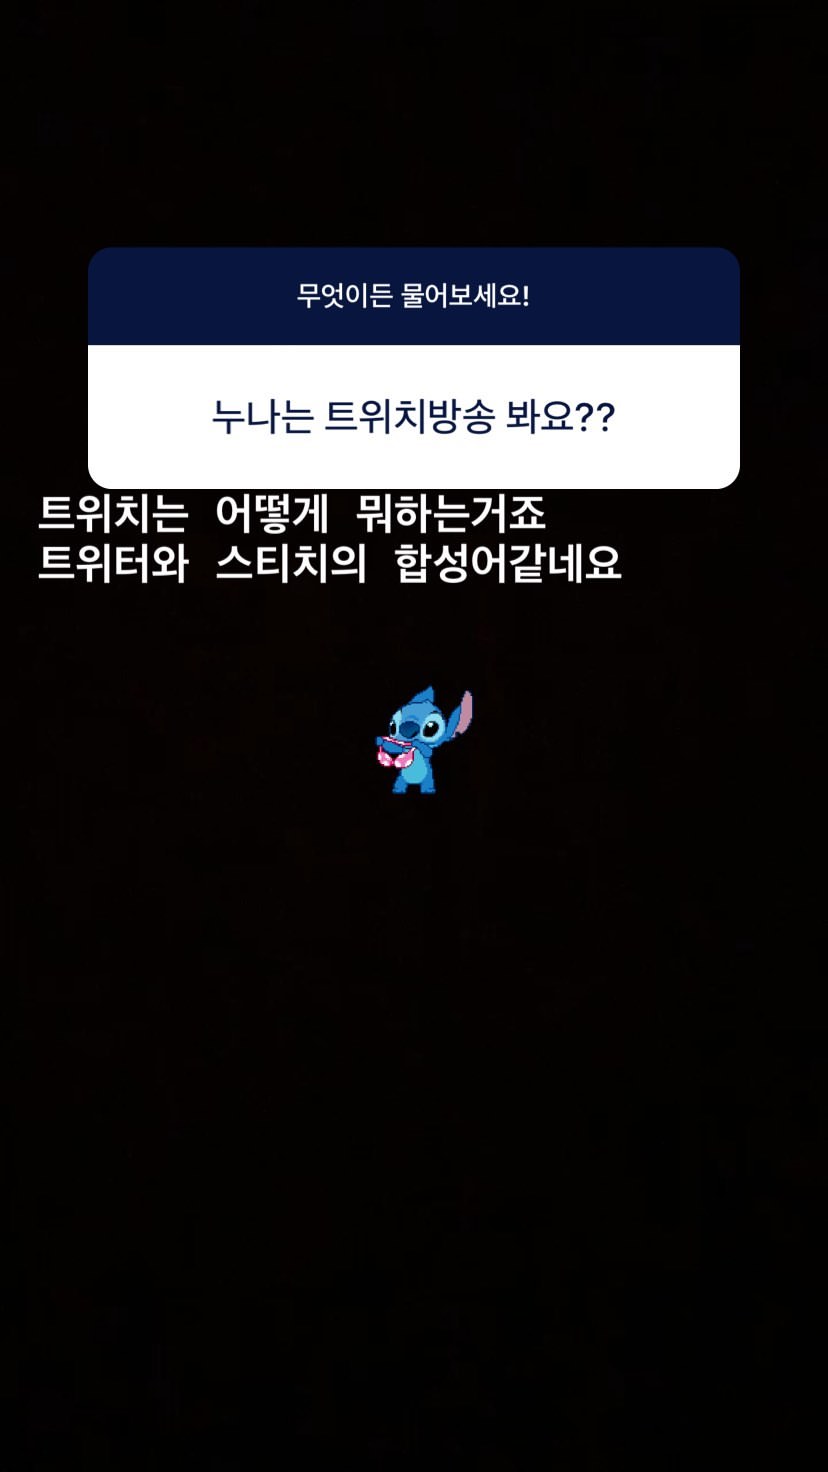 무엇이든 물어보세요!
누나는 트위치방송 봐요??
트위치는 어떻게 뭐하는거죠
트위터와 스티치의 합성어같네요